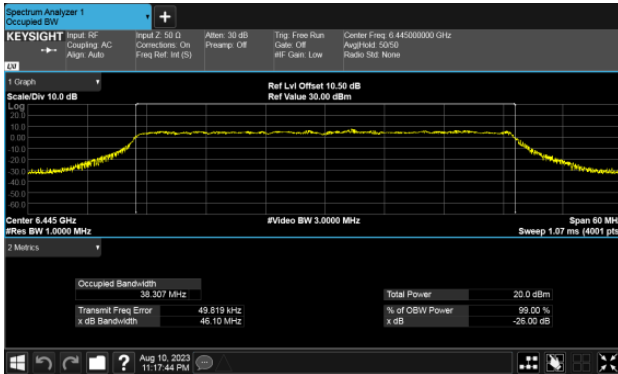 Spectrum Analyzer 1
Occupied BW
+
KEYSIGHT
Input: RF
Coupling: AC
Align: Auto
Input Z: 50 Ω
Corrections: On
Freq Ref: Int (S)
Atten: 30 dB
Preamp: Off
Trig: Free Run
Gate: Off
#IF Gain: Low
Center Freq: 6.445000000 GHz
Avg|Hold: 50/50
Radio Std: None
LXI
1 Graph
Scale/Div 10.0 dB
Ref Lvl Offset 10.50 dB
Ref Value 30.00 dBm
Log
20.0
10.0
0.00
-10.0
-20.0
-30.0
-40.0
-50.0
-60.0
Center 6.445 GHz
#Video BW 3.0000 MHz
Span 60 MH
#Res BW 1.0000 MHz
Sweep 1.07 ms (4001 pts
2 Metrics
Occupied Bandwidth
38.307 MHz
Total Power 20.0 dBm
Transmit Freq Error 49.819 kHz
% of OBW Power 99.00 %
x dB Bandwidth 46.10 MHz
x dB -26.00 dB
?
Aug 10, 2023
11:17:44 PM